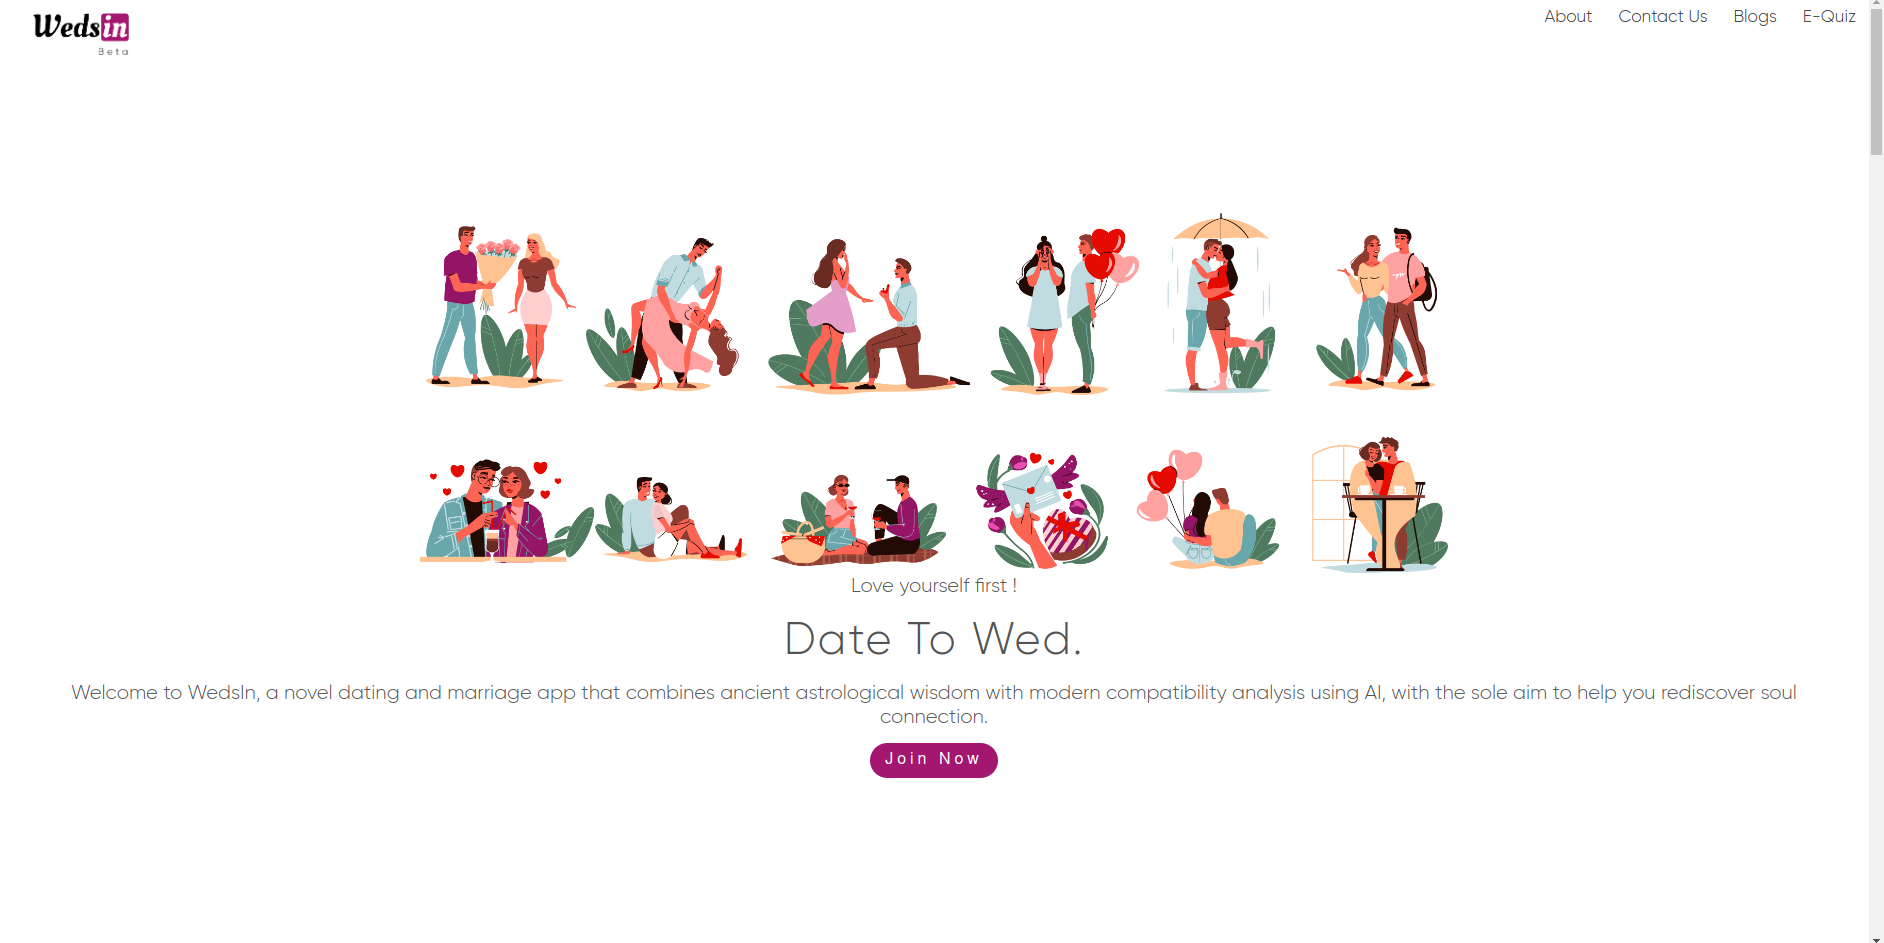 Wedsin
Beta
About Contact Us Blogs E-Quiz
Love yourself first !
Date To Wed.
Welcome to WedsIn, a novel dating and marriage app that combines ancient astrological wisdom with modern compatibility analysis using AI, with the sole aim to help you rediscover soul
connection.
Join Now